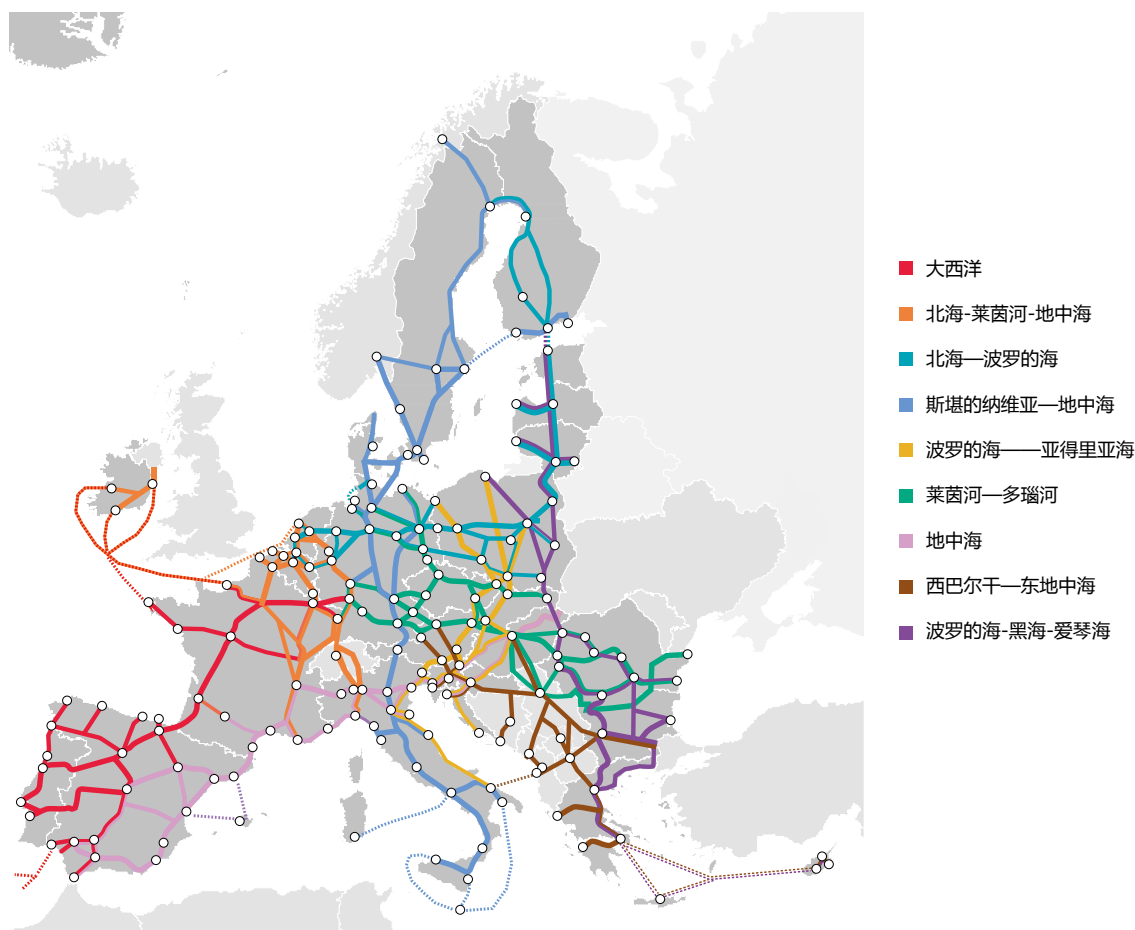 大西洋
北海-莱茵河-地中海
北海—波罗的海
斯堪的纳维亚—地中海
波罗的海——亚得里亚海
莱茵河—多瑙河
地中海
西巴尔干—东地中海
波罗的海-黑海-爱琴海